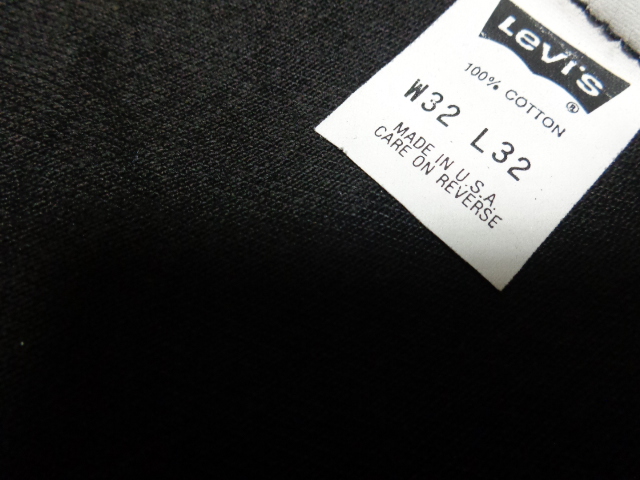 Levi's ®
100% COTTON
W32 L32
MADE IN U.S.A.
CARE ON REVERSE